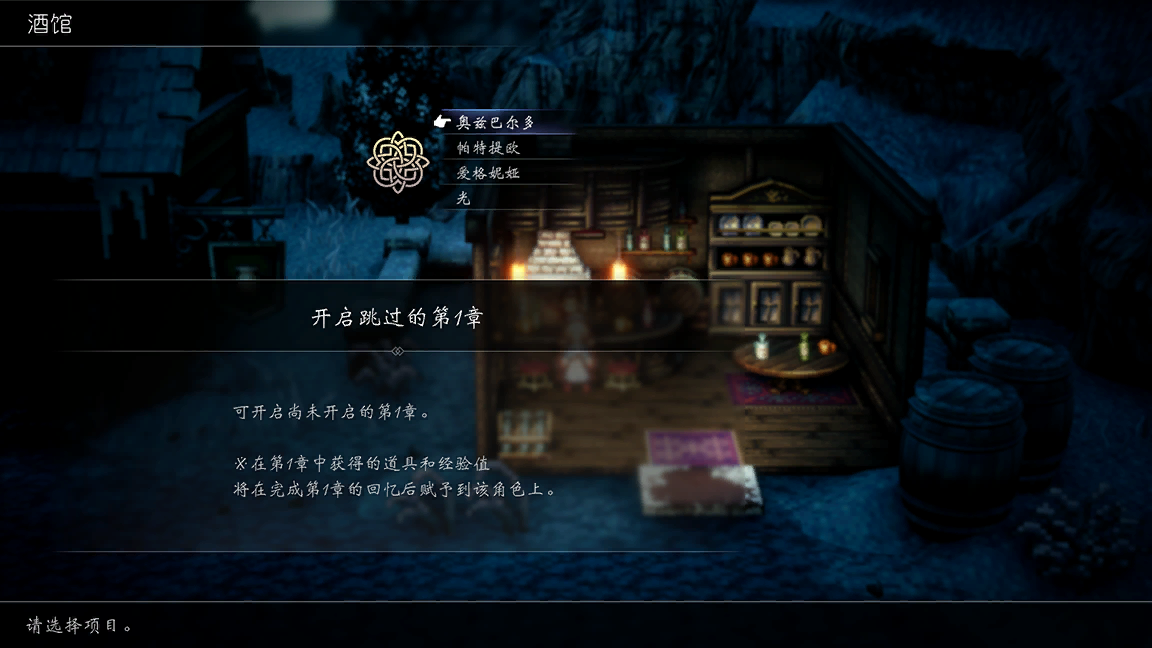 酒馆
奥兹巴尔多
帕特提欧
爱格妮娅
光
开启跳过的第1章
可开启尚未开启的第1章。
※在第1章中获得的道具和经验值
将在完成第1章的回忆后赋予到该角色上。
请选择项目。